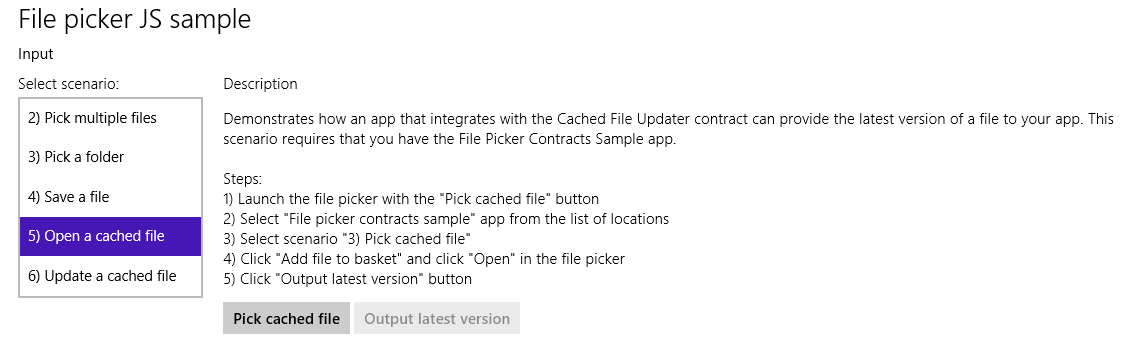 File picker JS sample
Input
Select scenario:
2) Pick multiple files
3) Pick a folder
4) Save a file
5) Open a cached file
6) Update a cached file
Description
Demonstrates how an app that integrates with the Cached File Updater contract can provide the latest version of a file to your app. This
scenario requires that you have the File Picker Contracts Sample app.
Steps:
1) Launch the file picker with the "Pick cached file" button
2) Select "File picker contracts sample" app from the list of locations
3) Select scenario "3) Pick cached file"
4) Click "Add file to basket" and click "Open" in the file picker
5) Click "Output latest version" button
Pick cached file
Output latest version